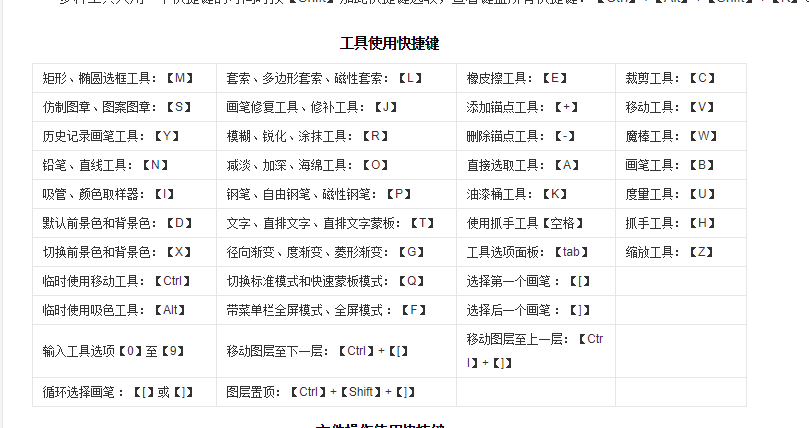 工具使用快捷键
矩形、椭圆选框工具:【M】 套索、多边形套索、磁性套索:【L】 橡皮擦工具:【E】 裁剪工具:【C】
仿制图章、图案图章:【S】 画笔修复工具、修补工具:【J】 添加锚点工具:【+】 移动工具:【V】
历史记录画笔工具:【Y】 模糊、锐化、涂抹工具:【R】 删除锚点工具:【-】 魔棒工具:【W】
铅笔、直线工具:【N】 减淡、加深、海绵工具:【O】 直接选取工具:【A】 画笔工具:【B】
吸管、颜色取样器:【I】 钢笔、自由钢笔、磁性钢笔:【P】 油漆桶工具:【K】 度量工具:【U】
默认前景色和背景色:【D】 文字、直排文字、直排文字蒙板:【T】 使用抓手工具【空格】 抓手工具:【H】
切换前景色和背景色:【X】 径向渐变、度渐变、菱形渐变:【G】 工具选项面板:【tab】 缩放工具:【Z】
临时使用移动工具:【Ctrl】 切换标准模式和快速蒙板模式:【Q】 选择第一个画笔:【[】
临时使用吸色工具:【Alt】 带菜单栏全屏模式、全屏模式:【F】 选择后一个画笔:【]】
输入工具选项【0】至【9】 移动图层至下一层:【Ctrl】+【[】 移动图层至上一层:【Ctr
l】+【]】
循环选择画笔:【[】或【]】 图层置顶:【Ctrl】+【Shift】+【]】